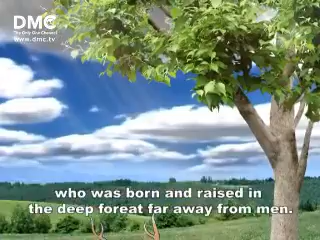 DMC
The Only One Channel
www.dmc.tv
who was born and raised in
the deep foreat far away from men.